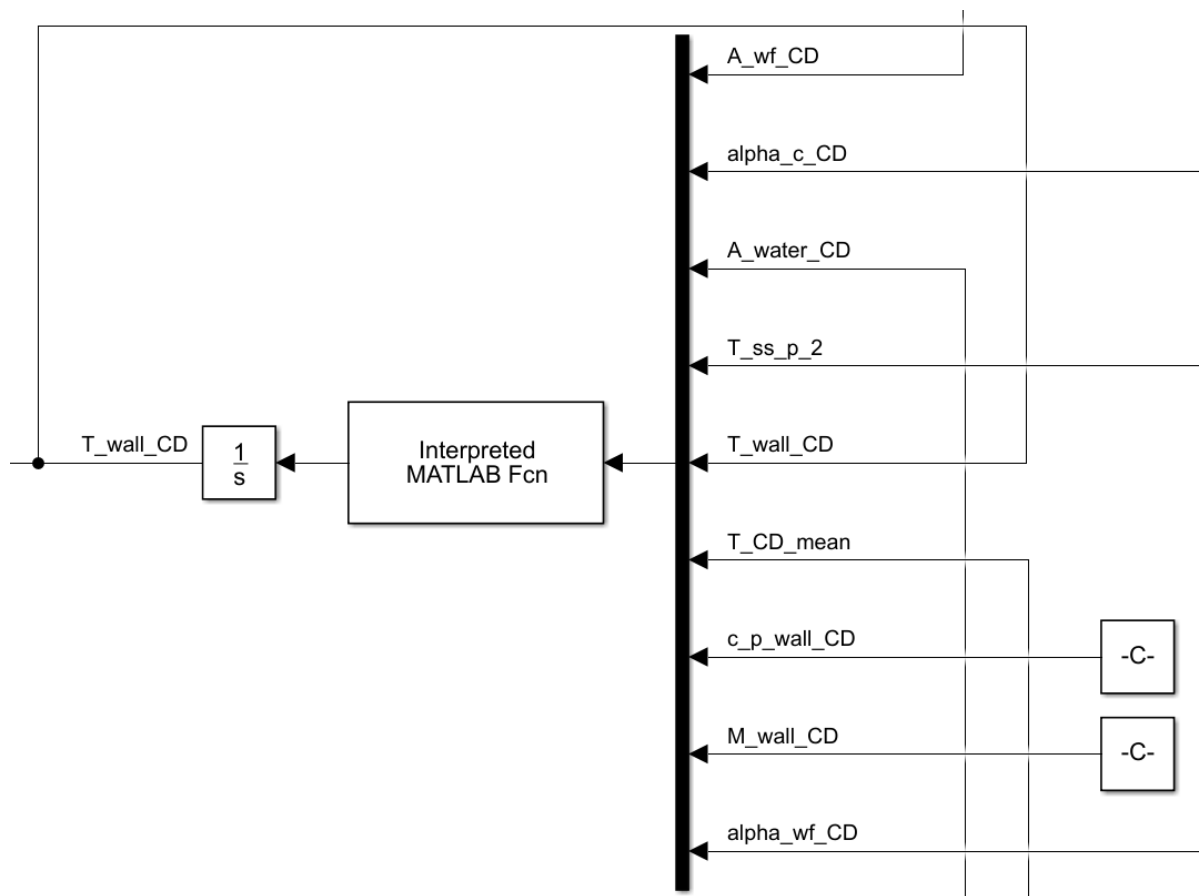 A_wf_CD
alpha_c_CD
A_water_CD
T_ss_p_2
T_wall_CD
1
s
Interpreted
MATLAB Fcn
T_wall_CD
T_CD_mean
c_p_wall_CD
-C-
M_wall_CD
-C-
alpha_wf_CD